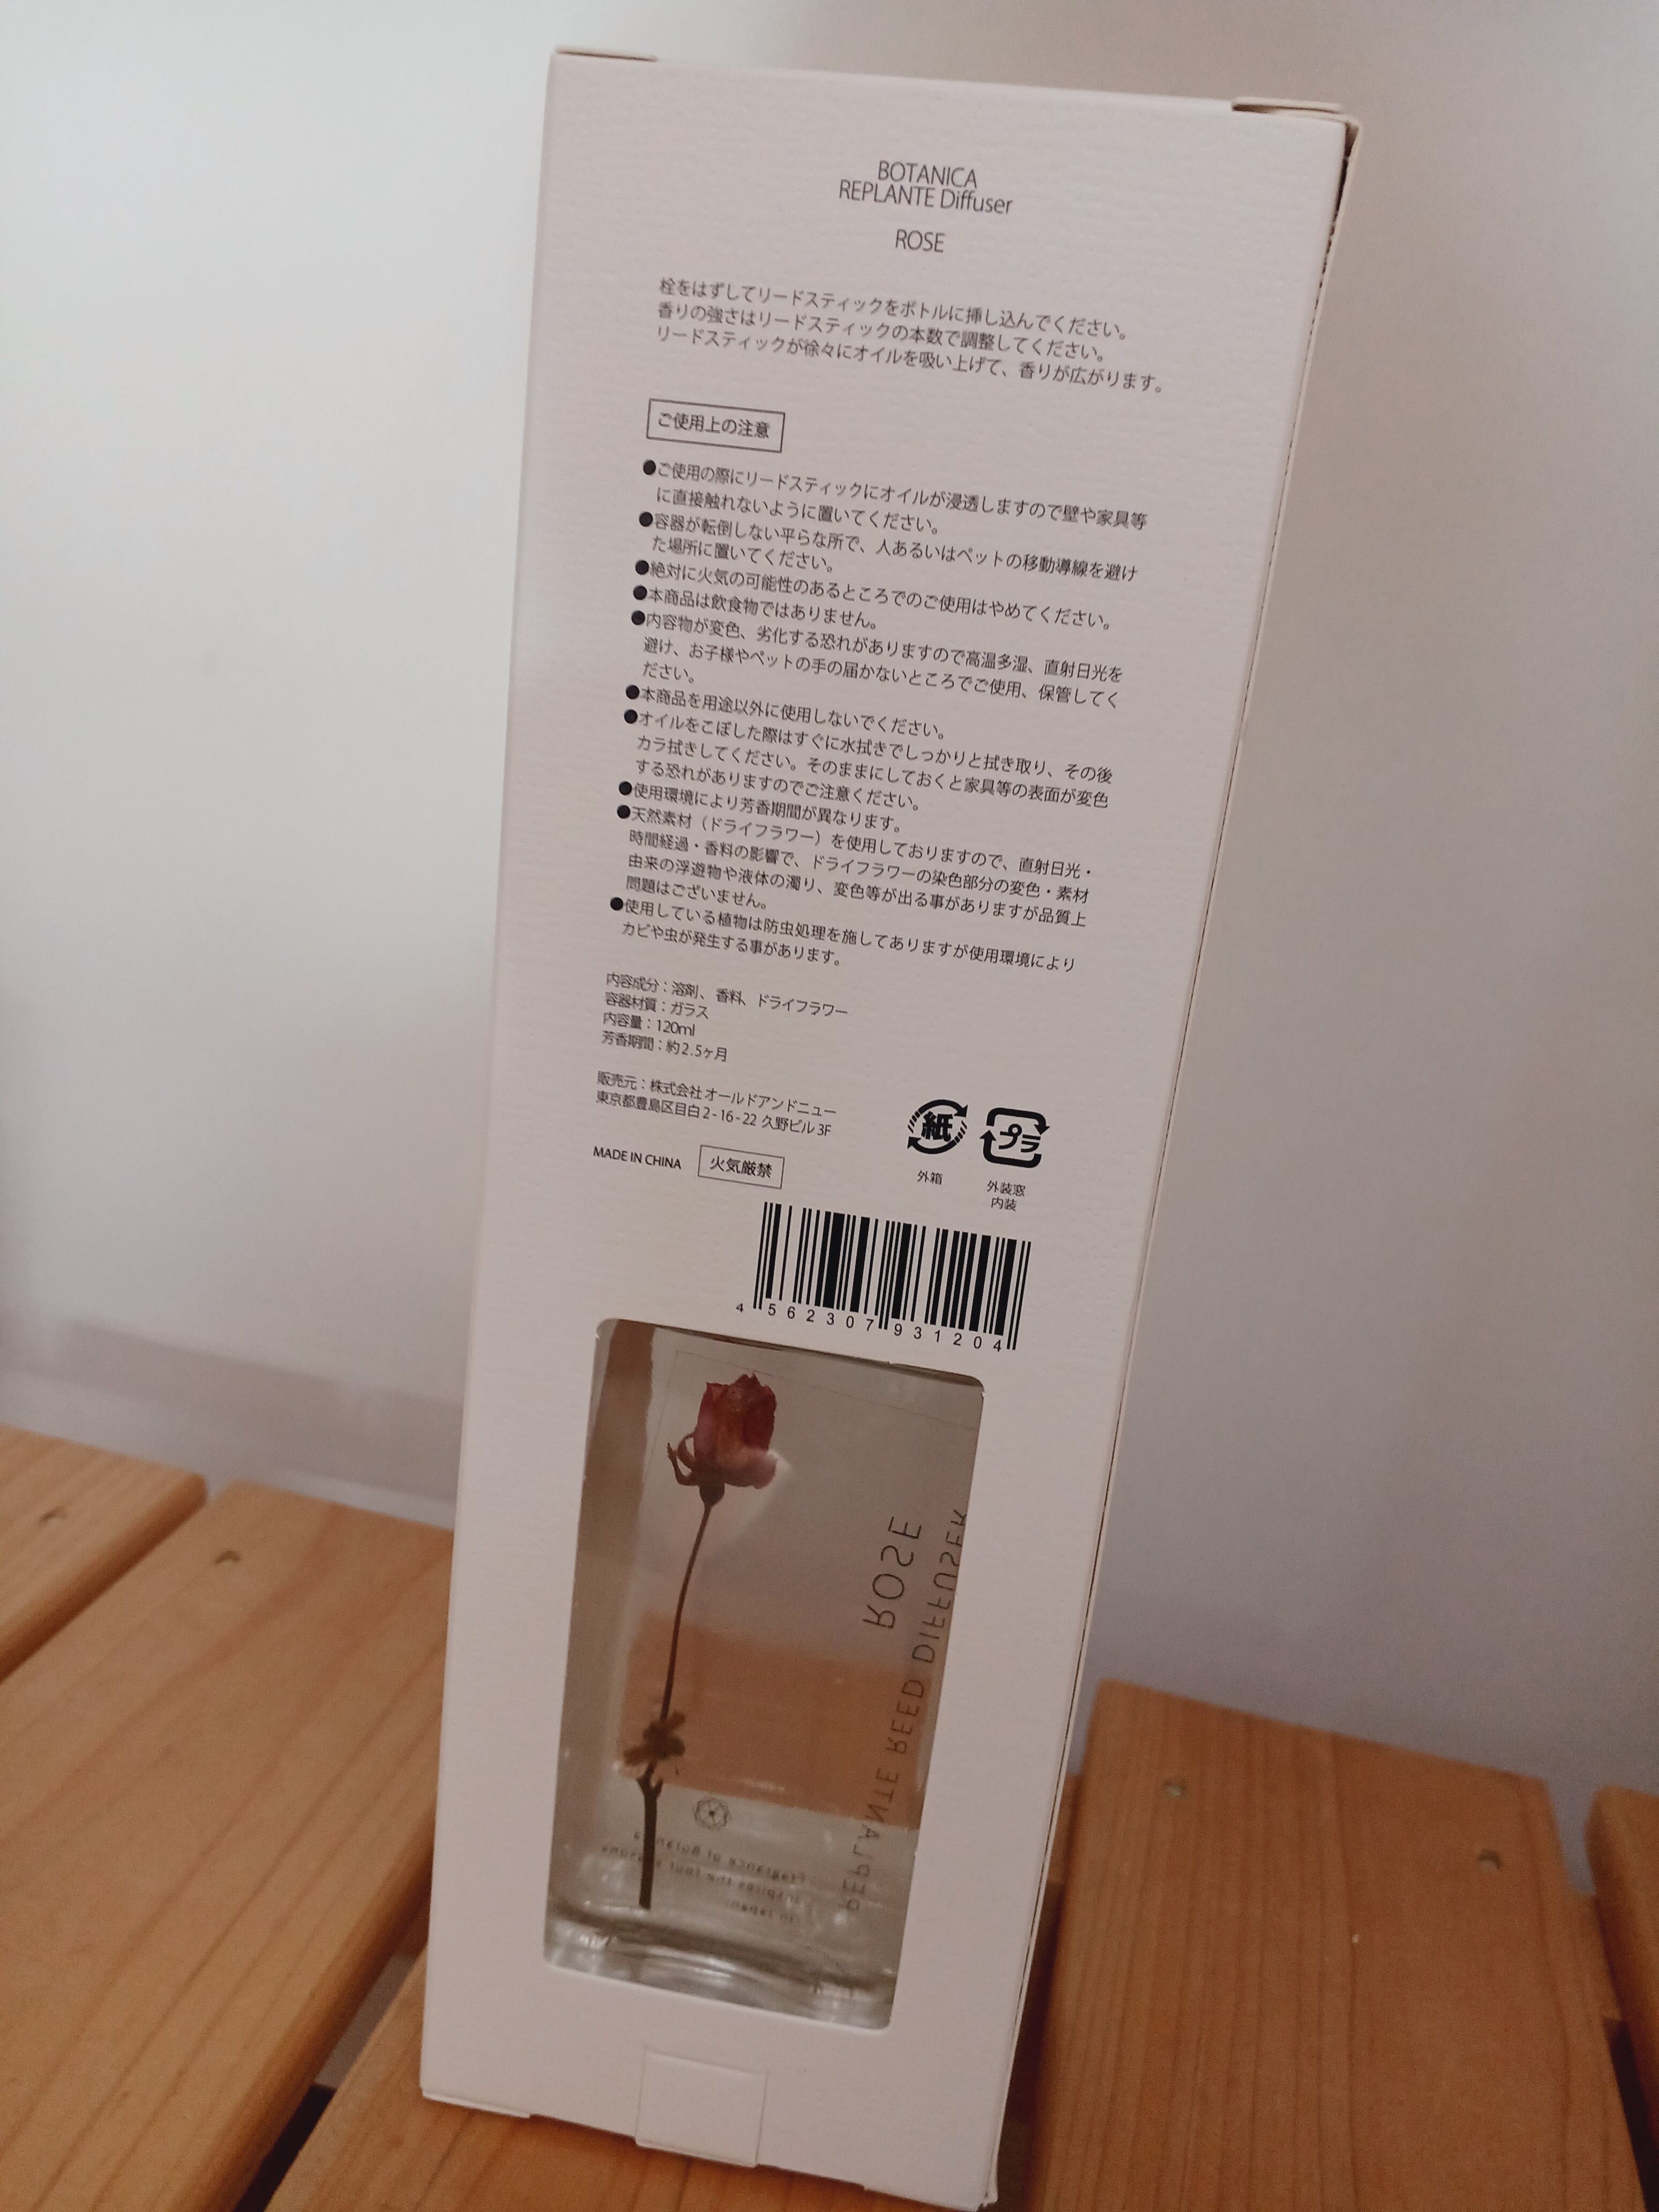 BOTANICA
REPLANTE Diffuser
ROSE
栓をはずしてリードスティックをボトルに挿し込んでください。
香りの強さはリードスティックの本数で調整してください。
リードスティックが徐々にオイルを吸い上げて、香りが広がります。
ご使用上の注意
●ご使用の際にリードスティックにオイルが浸透しますので壁や家具等
に直接触れないように置いてください。
●容器が転倒しない平らな所で、人あるいはペットの移動導線を避け
た場所に置いてください。
●絶対に火気の可能性のあるところでのご使用はやめてください。
●本商品は飲食物ではありません。
●内容物が変色、劣化する恐れがありますので高温多湿、直射日光を
避け、お子様やペットの手の届かないところでご使用、保管してく
ださい。
●本商品を用途以外に使用しないでください。
●オイルをこぼした際はすぐに水拭きでしっかりと拭き取り、その後
カラ拭きしてください。そのままにしておくと家具等の表面が変色
する恐れがありますのでご注意ください。
●使用環境により芳香期間が異なります。
●天然素材（ドライフラワー）を使用しておりますので、直射日光・
時間経過・香料の影響で、ドライフラワーの染色部分の変色・素材
由来の浮遊物や液体の濁り、変色等が出る事がありますが品質上
問題はございません。
●使用している植物は防虫処理を施してありますが使用環境により
カビや虫が発生する事があります。
内容成分：溶剤、香料、ドライフラワー
容器材質：ガラス
内容量：120ml
芳香期間：約2.5ヶ月
販売元：株式会社オールドアンドニュー
東京都豊島区目白2-16-22 久野ビル3F
MADE IN CHINA
火気厳禁
紙
外箱
プラ
外装窓
内装
4 562307 931204
ROSE
REPLANTE REED DIFFUSER
Fragrance of Botanica
inspires the four seasons
in Japan.